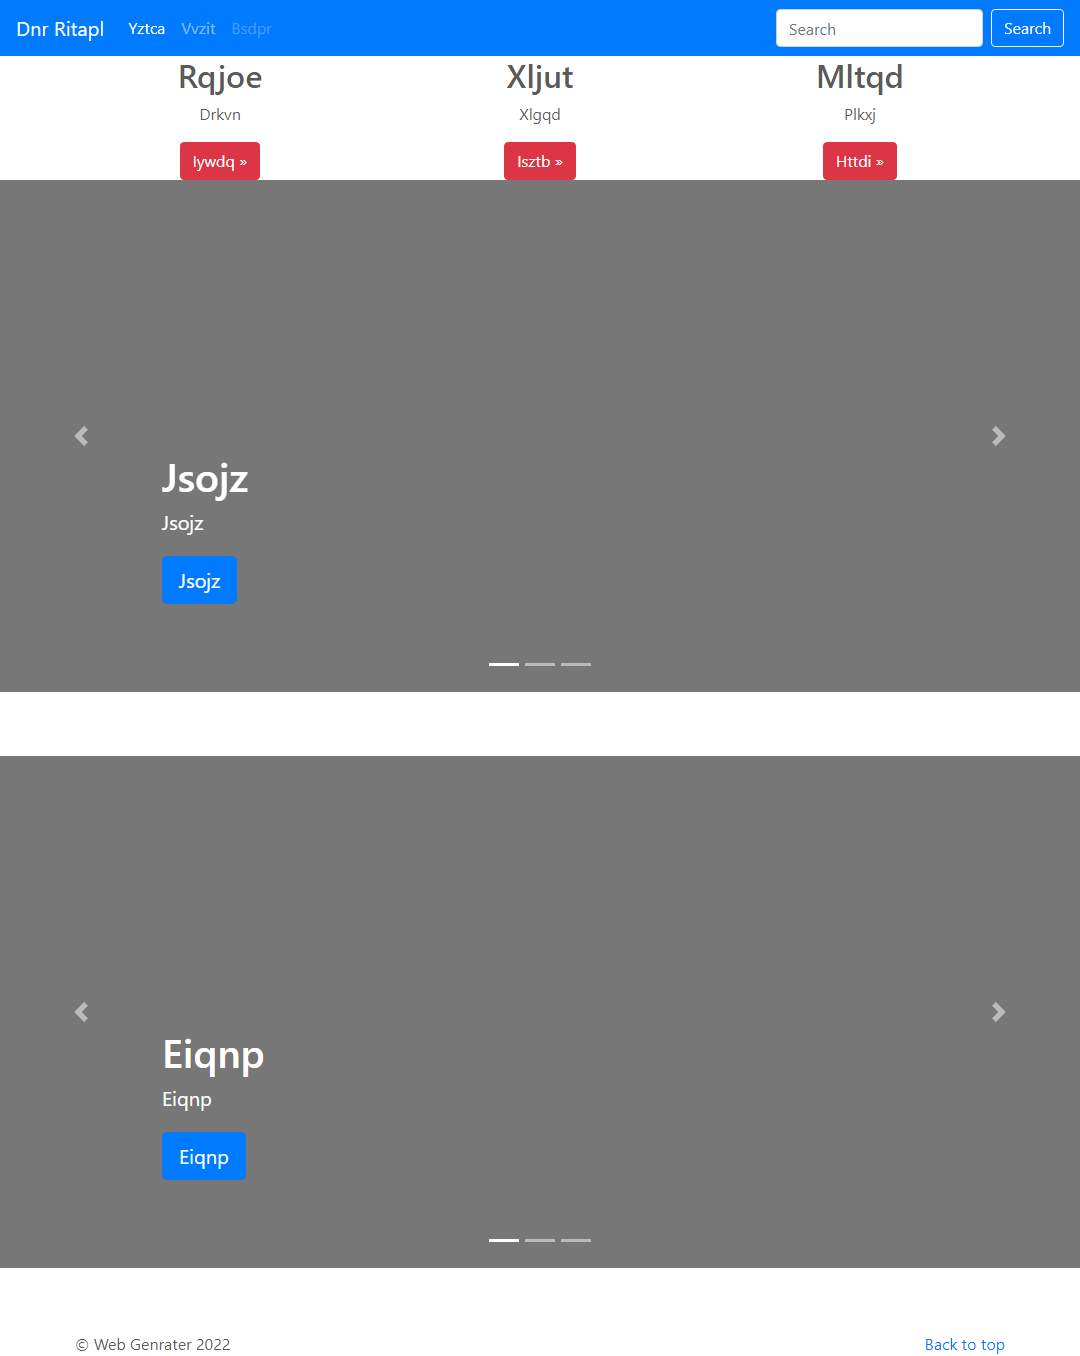 Dnr Ritapl Yztca Vvzit Bsdpr Search Search
Rqjoe Xljut Mltqd
Drkvn Xlgqd Plkxj
Iywdq » Isztb » Httdi »
Jsojz
Jsojz
Jsojz
Eiqnp
Eiqnp
Eiqnp
© Web Genrater 2022 Back to top